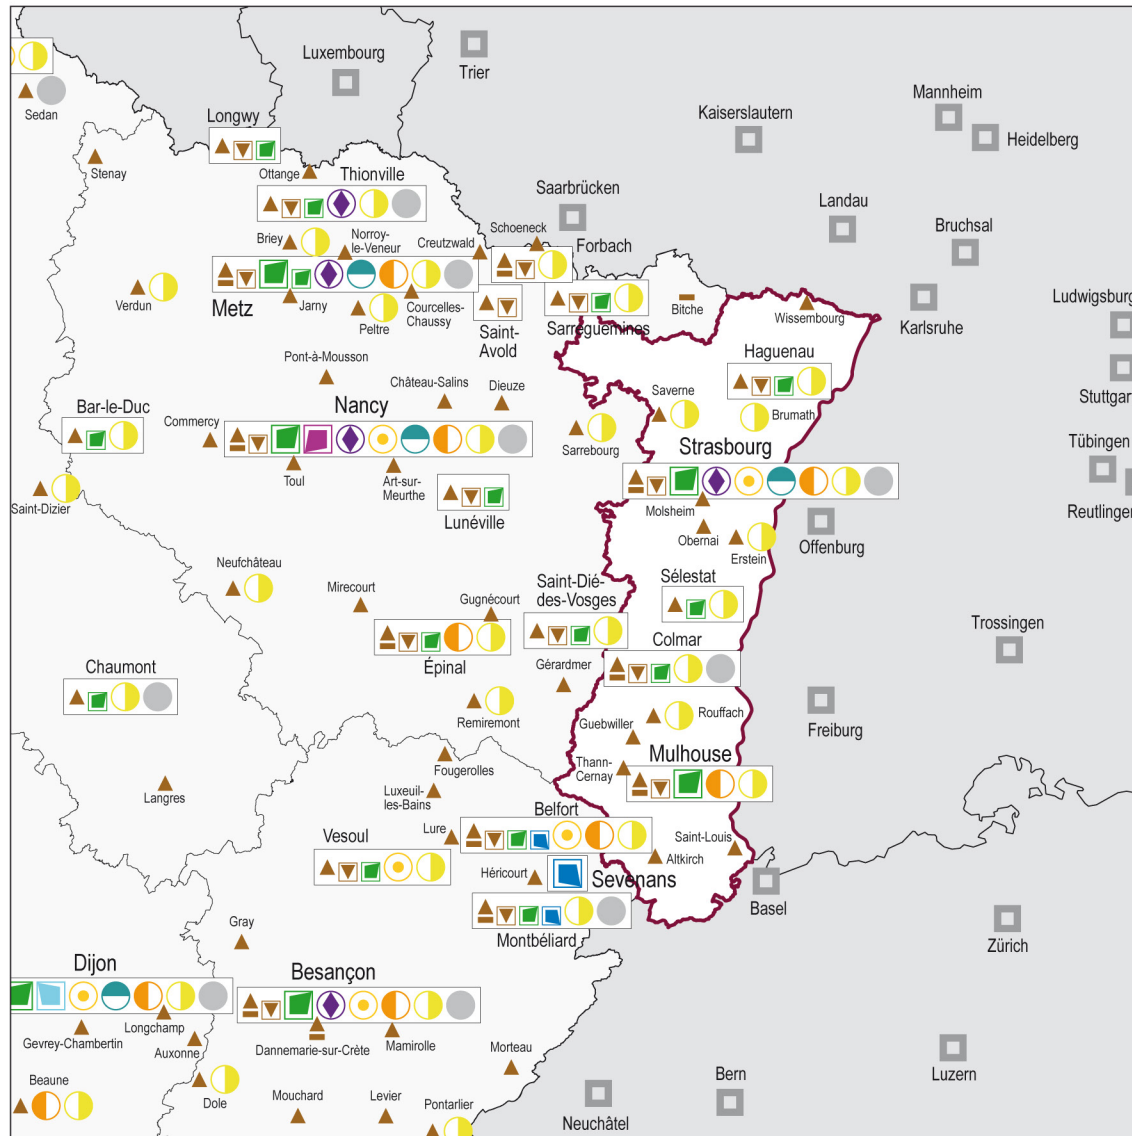 Luxembourg
Trier
Sedan
Longwy
Kaiserslautern
Mannheim
Heidelberg
Stenay
Ottange
Thionville
Saarbrücken
Landau
Bruchsal
Briey
Norroy-
le-Veneur
Creutzwald
Schoeneck
Forbach
Verdun
Metz
Jarny
Peltre
Courcelles-
Chaussy
Saint-
Avold
Sarreguemines
Bitche
Wissembourg
Karlsruhe
Ludwigsburg
Pont-à-Mousson
Haguenau
Stuttgar
Château-Salins
Dieuze
Saverne
Brumath
Bar-le-Duc
Commercy
Nancy
Sarrebourg
Strasbourg
Tübingen
Toul
Art-sur-
Meurthe
Saint-Dizier
Lunéville
Molsheim
Obernai
Erstein
Offenburg
Reutlingen
Neufchâteau
Mirecourt
Gugnécourt
Saint-Dié-
des-Vosges
Sélestat
Trossingen
Épinal
Colmar
Chaumont
Gérardmer
Remiremont
Guebwiller
Rouffach
Freiburg
Fougerolles
Thann-
Cernay
Mulhouse
Langres
Luxeuil-
les-Bains
Belfort
Vesoul
Lure
Saint-Louis
Altkirch
Héricourt
Sevenans
Basel
Gray
Montbéliard
Zürich
Dijon
Besançon
Longchamp
Gevrey-Chambertin
Auxonne
Dannemarie-sur-Crète
Mamirolle
Morteau
Luzern
Beaune
Dole
Mouchard
Levier
Pontarlier
Bern
Neuchâtel